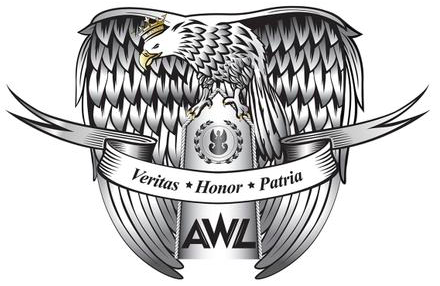 Veritas ★ Honor ★ Patria
AWL